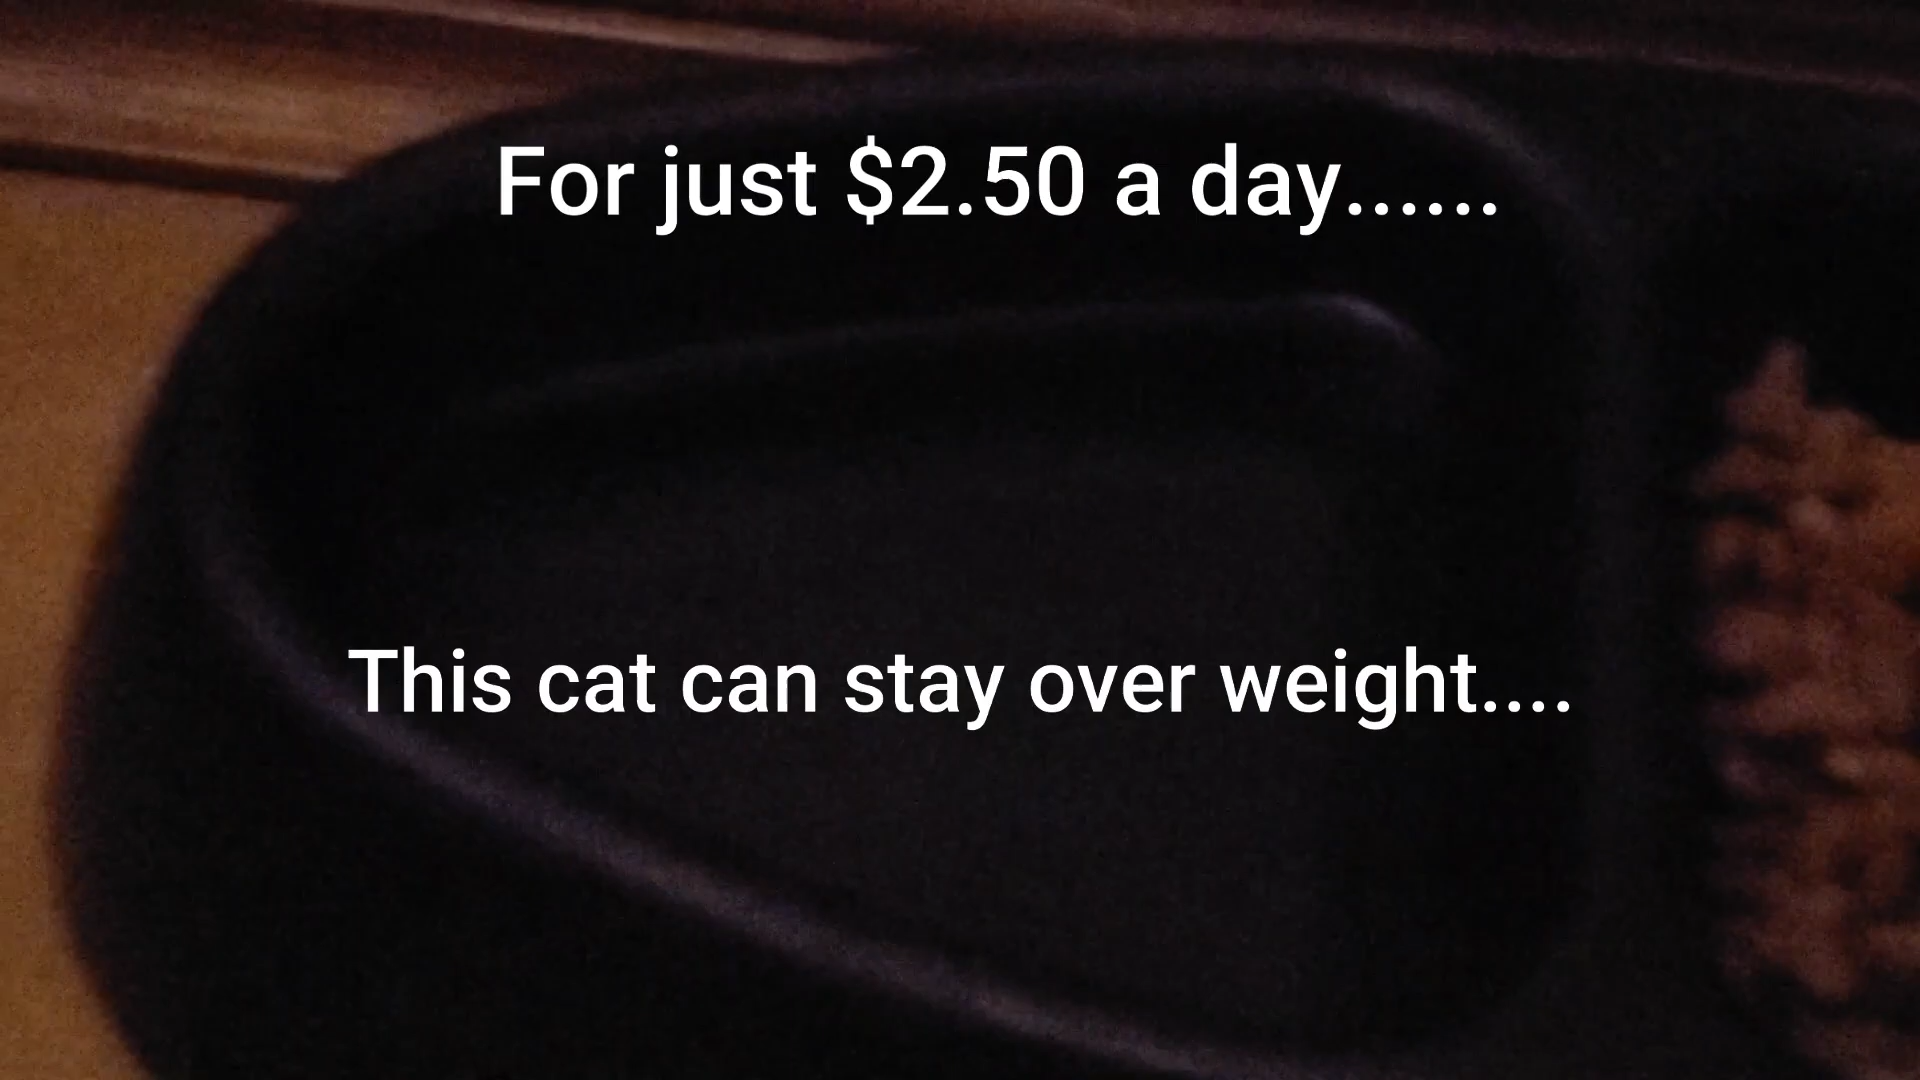 For just $2.50 a day......
This cat can stay over weight....